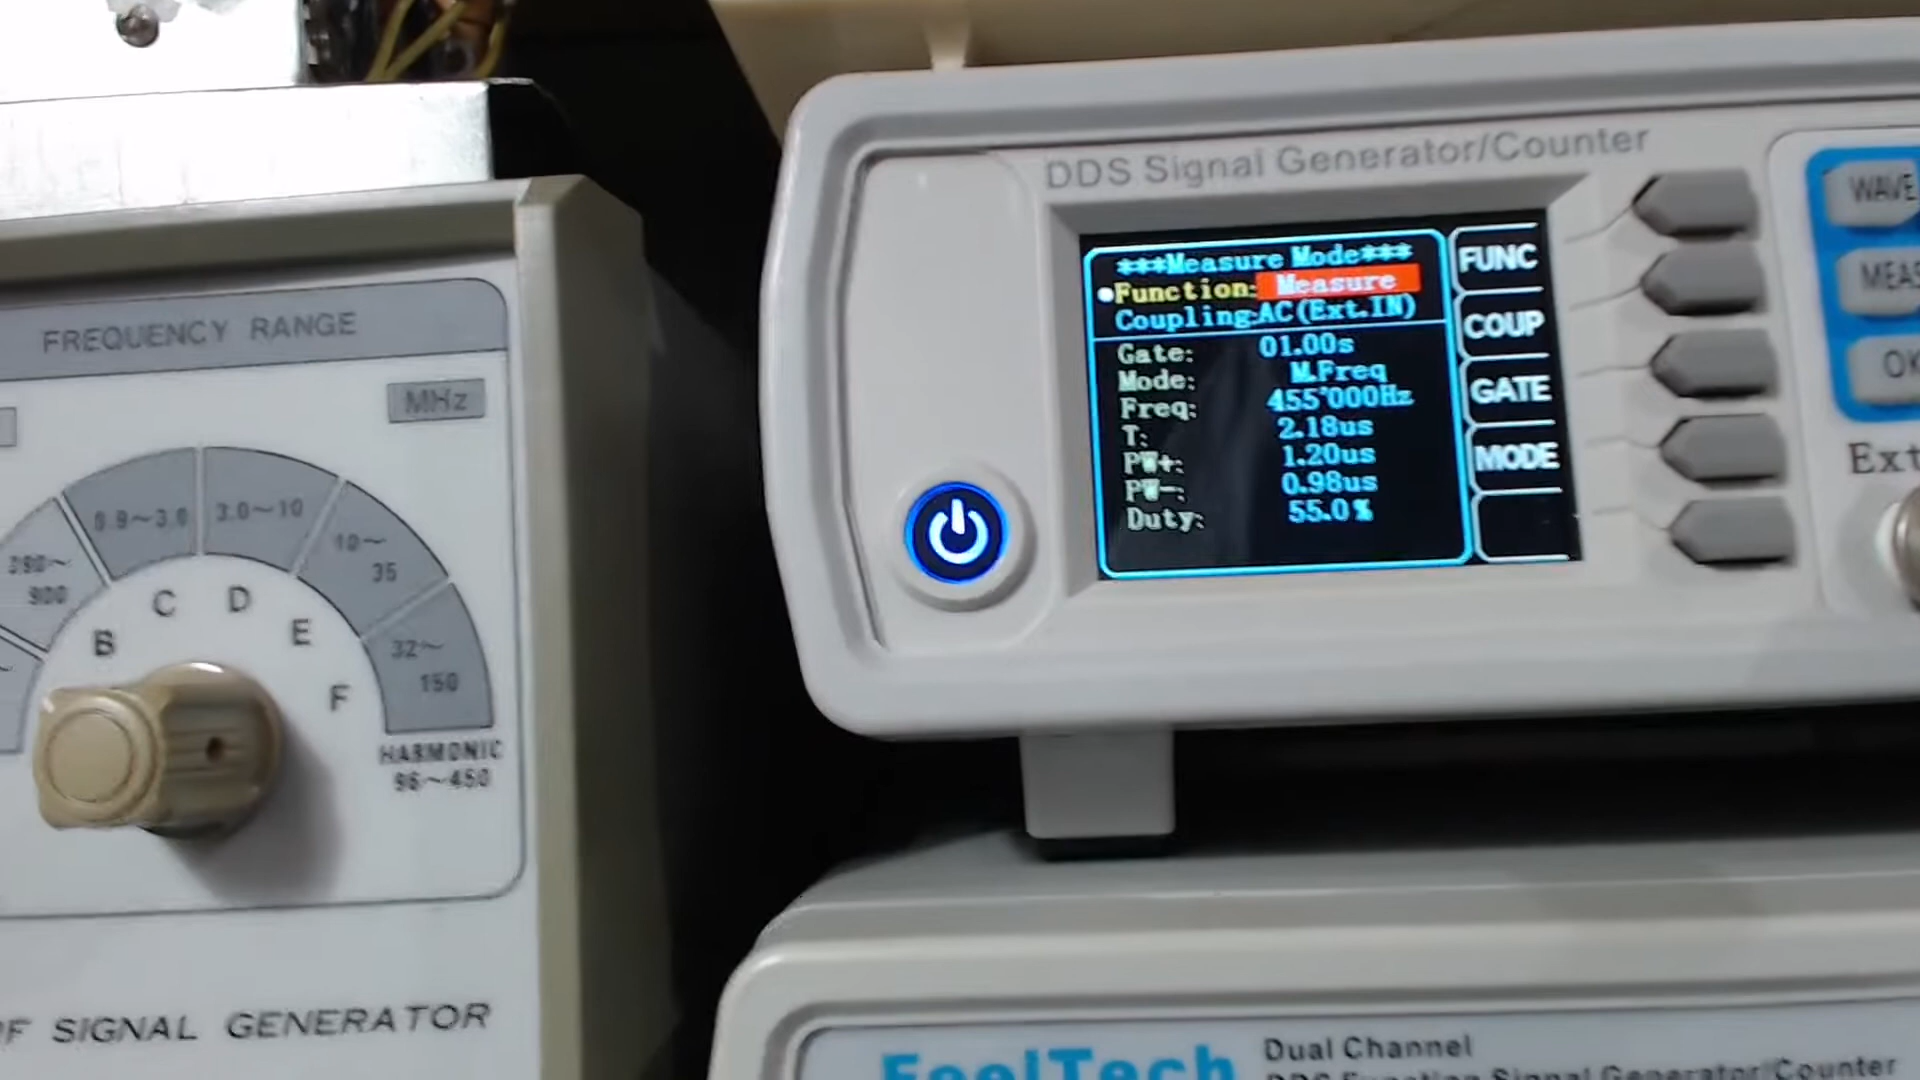 FREQUENCY RANGE
MHz
0.9~3.0
3.0~10
10~
35
32~
150
900
B
C
D
E
F
HARMONIC
96~450
SIGNAL GENERATOR
DDS Signal Generator/Counter
***Measure Mode***
Function: Measure
Coupling:AC(Ext.IN)
Gate: 01.00s
Mode: M.Freq
Freq: 455'000Hz
T: 2.18us
PW+: 1.20us
PW-: 0.98us
Duty: 55.0%
FUNC
COUP
GATE
MODE
WAVE
MEAS
OK
Ext
FeelTech
Dual Channel
DDS Function Signal Generator/Counter